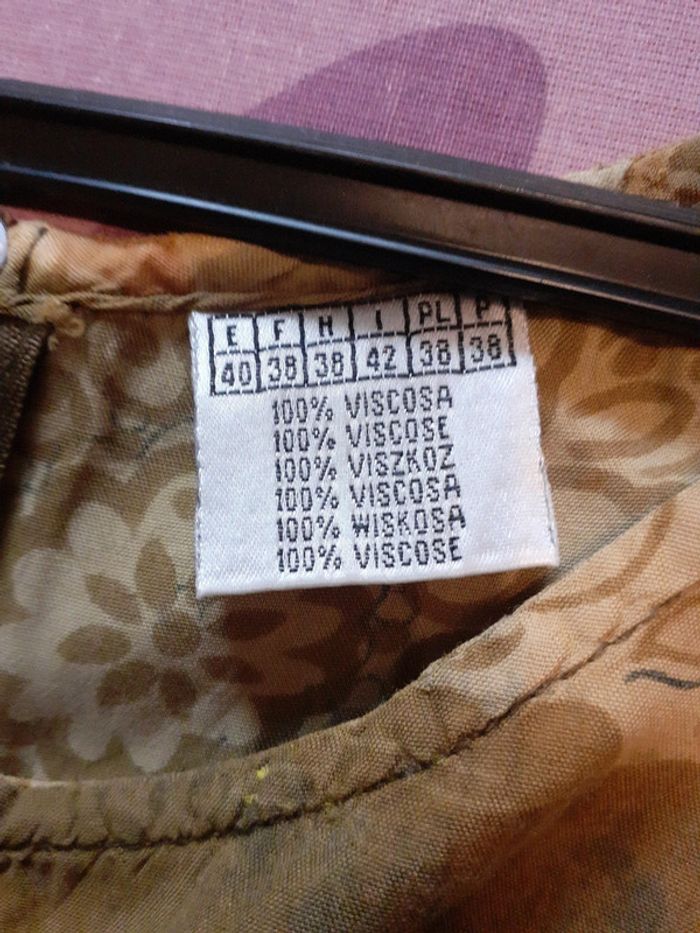 E F H I PL P
40 38 38 42 38 38
100% VISCOSA
100% VISCOSE
100% VISZKOZ
100% VISCOSA
100% WISKOSA
100% VISCOSE